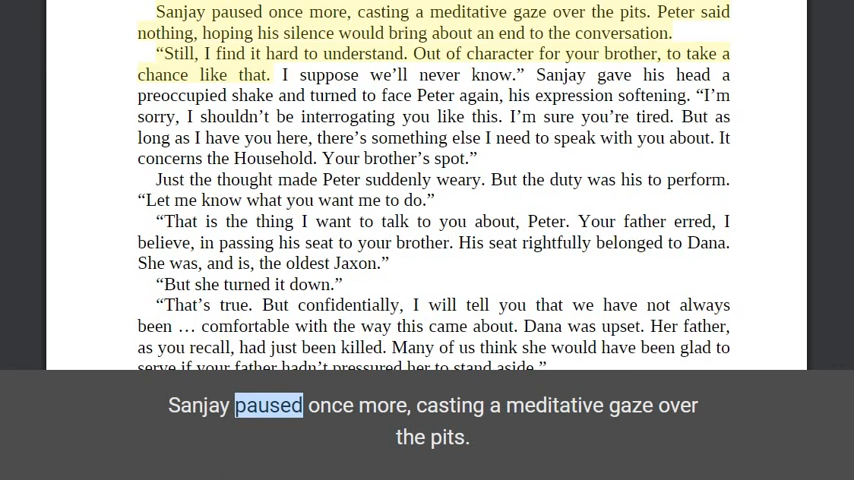 Sanjay paused once more, casting a meditative gaze over the pits. Peter said
nothing, hoping his silence would bring about an end to the conversation.
“Still, I find it hard to understand. Out of character for your brother, to take a
chance like that. I suppose we’ll never know.” Sanjay gave his head a
preoccupied shake and turned to face Peter again, his expression softening. “I’m
sorry, I shouldn’t be interrogating you like this. I’m sure you’re tired. But as
long as I have you here, there’s something else I need to speak with you about. It
concerns the Household. Your brother’s spot.”
Just the thought made Peter suddenly weary. But the duty was his to perform.
“Let me know what you want me to do.”
“That is the thing I want to talk to you about, Peter. Your father erred, I
believe, in passing his seat to your brother. His seat rightfully belonged to Dana.
She was, and is, the oldest Jaxon.”
“But she turned it down.”
“That’s true. But confidentially, I will tell you that we have not always
been … comfortable with the way this came about. Dana was upset. Her father,
as you recall, had just been killed. Many of us think she would have been glad to
serve if your father hadn’t pressured her to stand aside.”
Sanjay paused once more, casting a meditative gaze over
the pits.